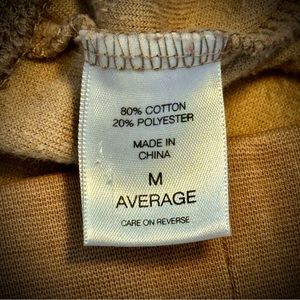 80% COTTON
20% POLYESTER
MADE IN
CHINA
M
AVERAGE
CARE ON REVERSE